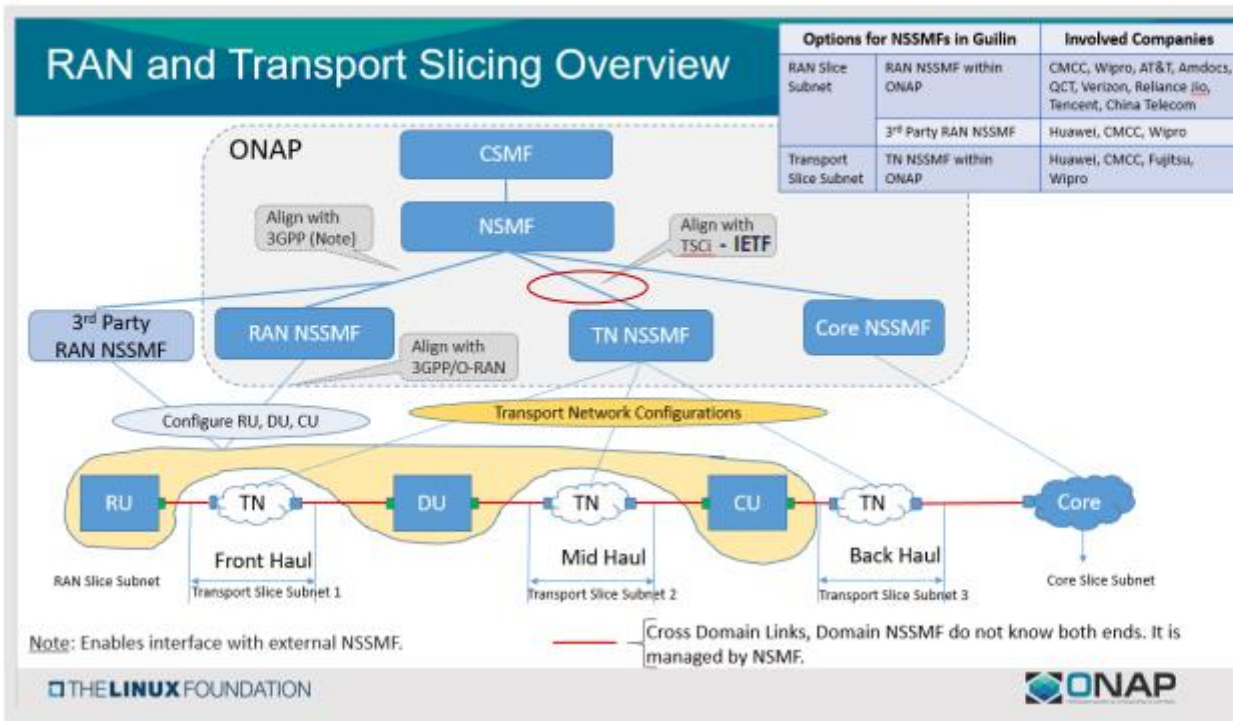 RAN and Transport Slicing Overview
Options for NSSMFs in Guilin
Involved Companies
RAN Slice
Subnet
RAN NSSMF within
ONAP
CMCC, Wipro, AT&T, Amdocs,
QCT, Verizon, Reliance Jio,
Tencent, China Telecom
3rd Party RAN NSSMF
Huawei, CMCC, Wipro
Transport
Slice Subnet
TN NSSMF within
ONAP
Huawei, CMCC, Fujitsu,
Wipro
ONAP
CSMF
NSMF
Align with
3GPP (Note)
Align with
TSCi - IETF
3rd Party
RAN NSSMF
RAN NSSMF
TN NSSMF
Core NSSMF
Align with
3GPP/O-RAN
Configure RU, DU, CU
Transport Network Configurations
RU
TN
DU
TN
CU
TN
Core
Front Haul
Mid Haul
Back Haul
RAN Slice Subnet
Transport Slice Subnet 1
Transport Slice Subnet 2
Transport Slice Subnet 3
Core Slice Subnet
Note: Enables interface with external NSSMF.
Cross Domain Links, Domain NSSMF do not know both ends. It is
managed by NSMF.
THE LINUX FOUNDATION
ONAP